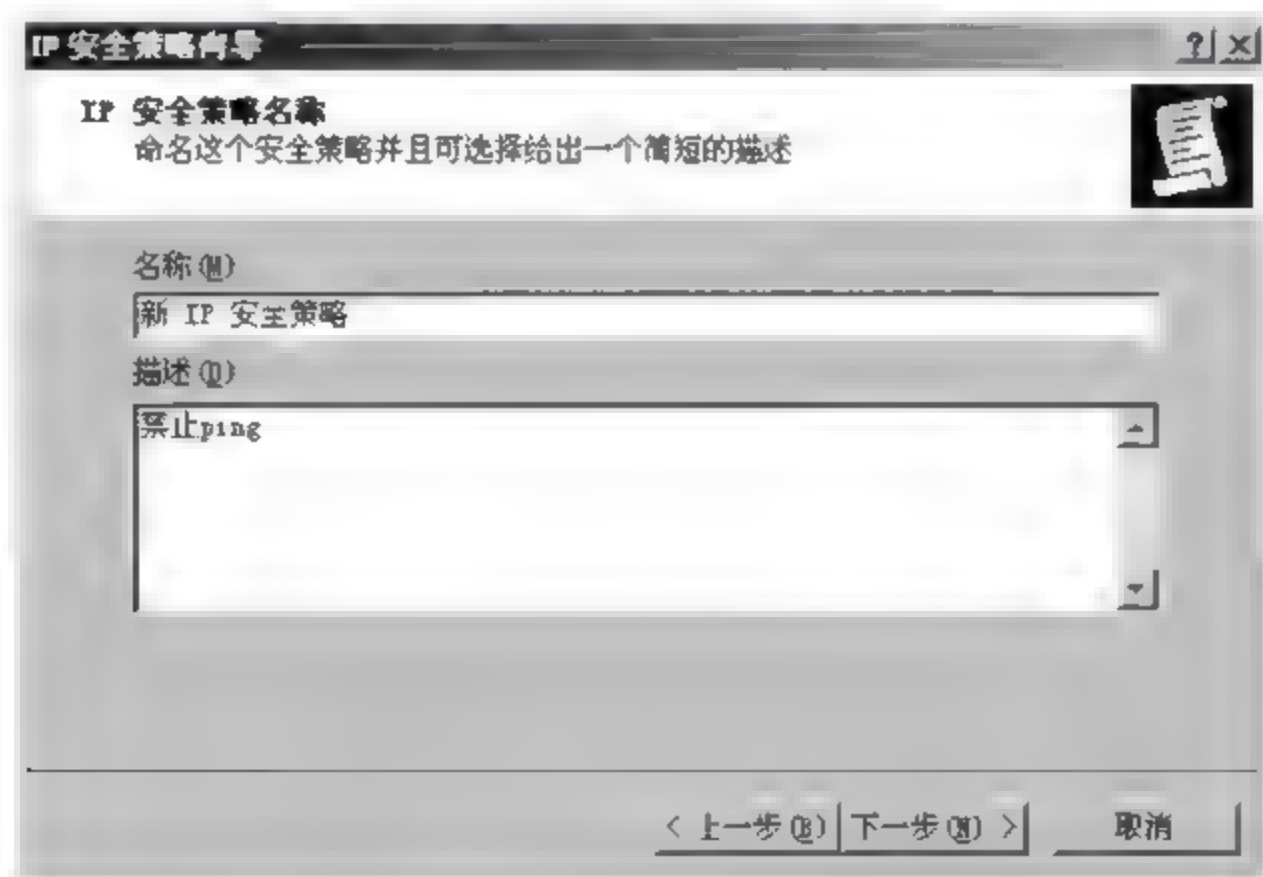 IP 安全策略向导
IP 安全策略名称
命名这个安全策略并且可选择给出一个简短的描述
名称(M)
新 IP 安全策略
描述(D)
禁止ping
< 上一步(B) 下一步(N) > 取消